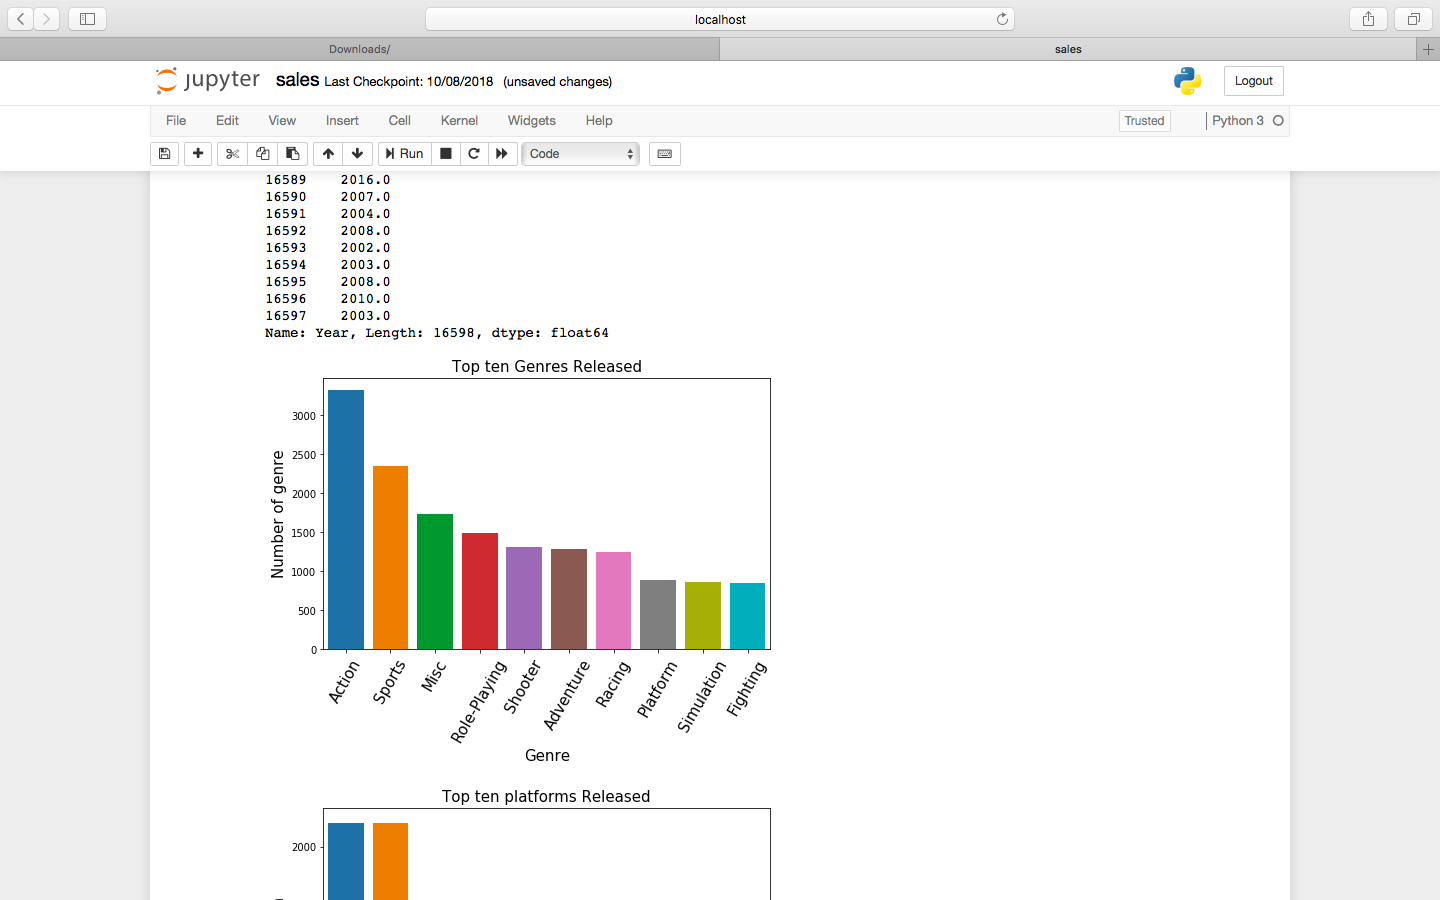 localhost
Downloads/
sales
jupyter sales Last Checkpoint: 10/08/2018 (unsaved changes)
Logout
File Edit View Insert Cell Kernel Widgets Help
Trusted
Python 3
Run
Code
16589 2016.0
16590 2007.0
16591 2004.0
16592 2008.0
16593 2002.0
16594 2003.0
16595 2008.0
16596 2010.0
16597 2003.0
Name: Year, Length: 16598, dtype: float64
Top ten Genres Released
Number of genre
3000
2500
2000
1500
1000
500
0
Action
Sports
Misc
Role-Playing
Shooter
Adventure
Racing
Platform
Simulation
Fighting
Genre
Top ten platforms Released
2000